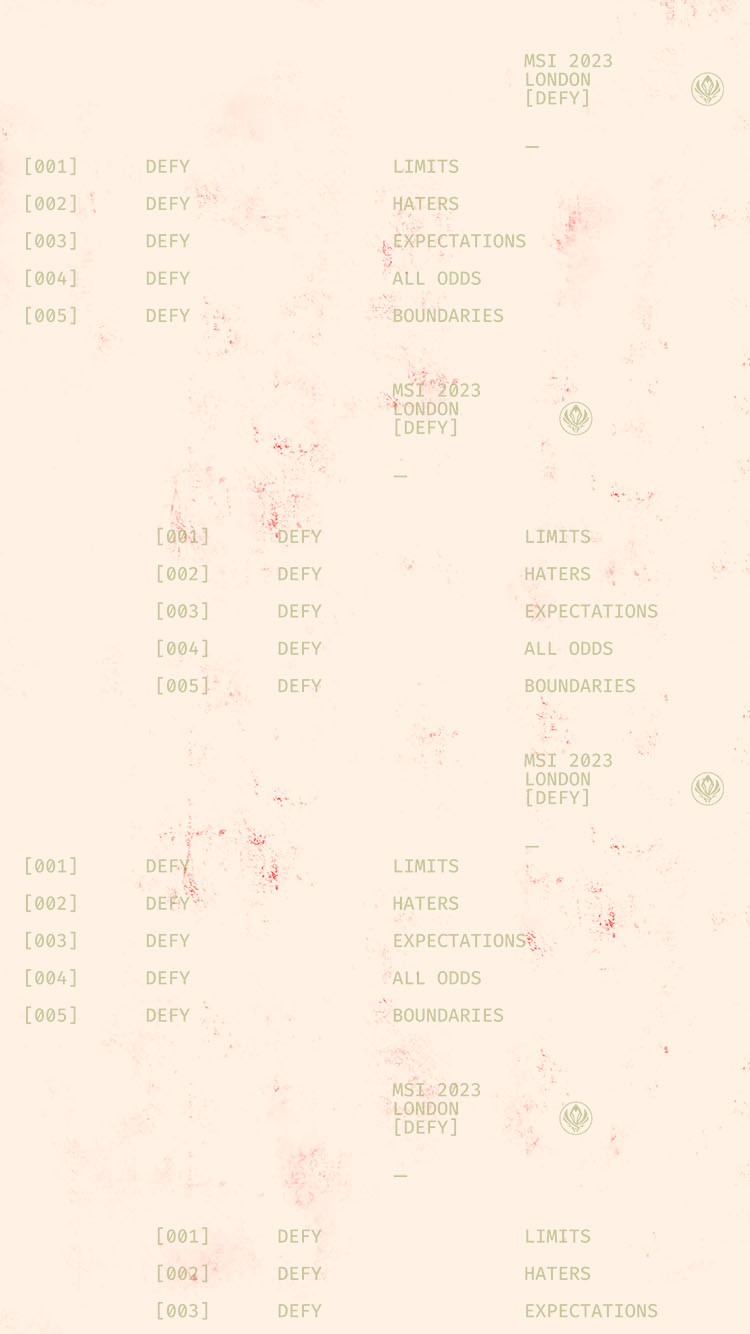 MSI 2023
LONDON
[DEFY]
_
[001] DEFY LIMITS
[002] DEFY HATERS
[003] DEFY EXPECTATIONS
[004] DEFY ALL ODDS
[005] DEFY BOUNDARIES
MSI 2023
LONDON
[DEFY]
_
[001] DEFY LIMITS
[002] DEFY HATERS
[003] DEFY EXPECTATIONS
[004] DEFY ALL ODDS
[005] DEFY BOUNDARIES
MSI 2023
LONDON
[DEFY]
_
[001] DEFY LIMITS
[002] DEFY HATERS
[003] DEFY EXPECTATIONS
[004] DEFY ALL ODDS
[005] DEFY BOUNDARIES
MSI 2023
LONDON
[DEFY]
_
[001] DEFY LIMITS
[002] DEFY HATERS
[003] DEFY EXPECTATIONS